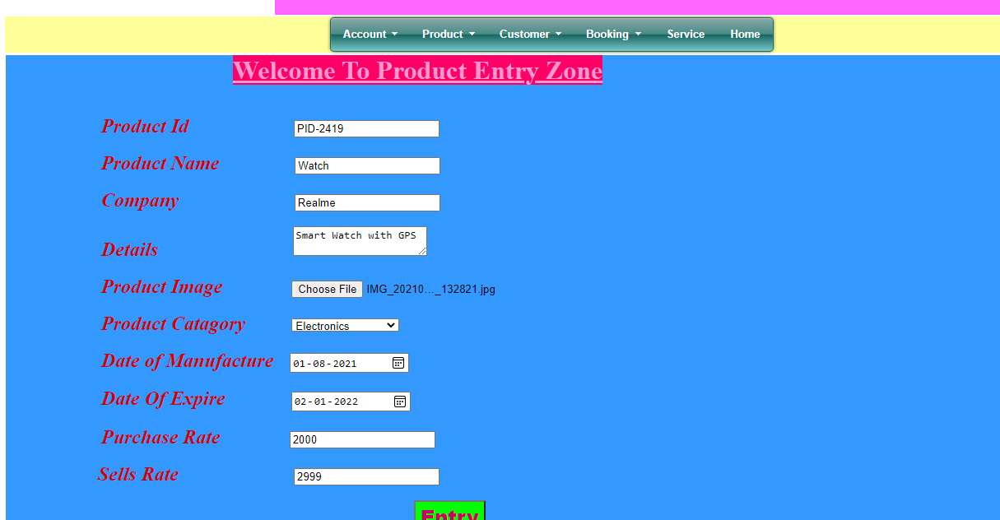 Account Product Customer Booking Service Home
Welcome To Product Entry Zone
Product Id PID-2419
Product Name Watch
Company Realme
Details Smart Watch with GPS
Product Image Choose File IMG_20210..._132821.jpg
Product Catagory Electronics
Date of Manufacture 01-08-2021
Date Of Expire 02-01-2022
Purchase Rate 2000
Sells Rate 2999
Entry